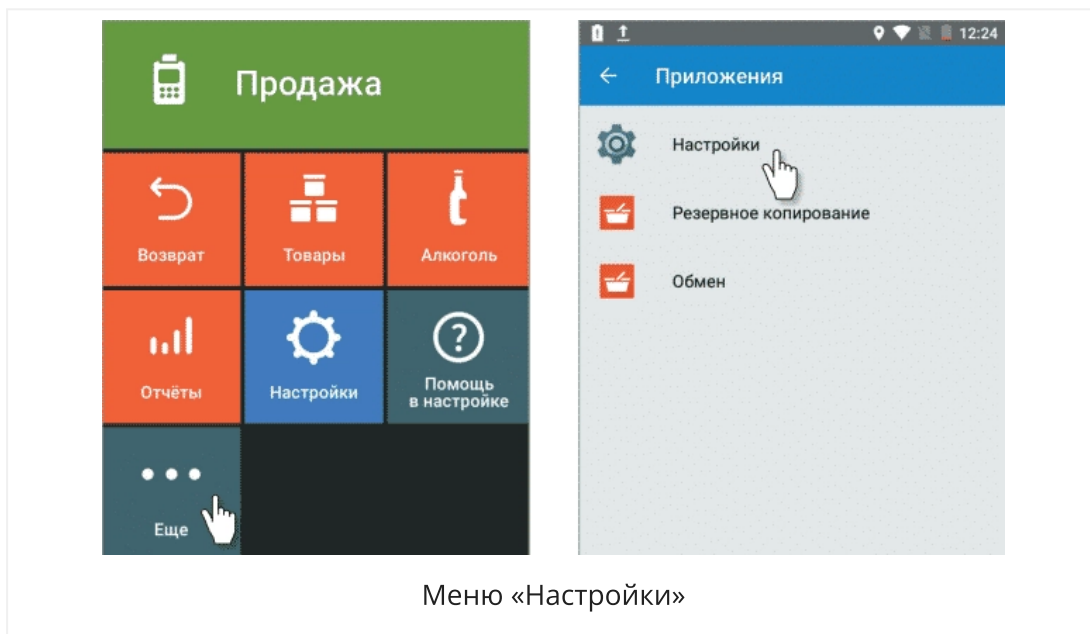 Продажа
Возврат
Товары
Алкоголь
Отчёты
Настройки
Помощь
в настройке
Еще
12:24
Приложения
Настройки
Резервное копирование
Обмен
Меню «Настройки»